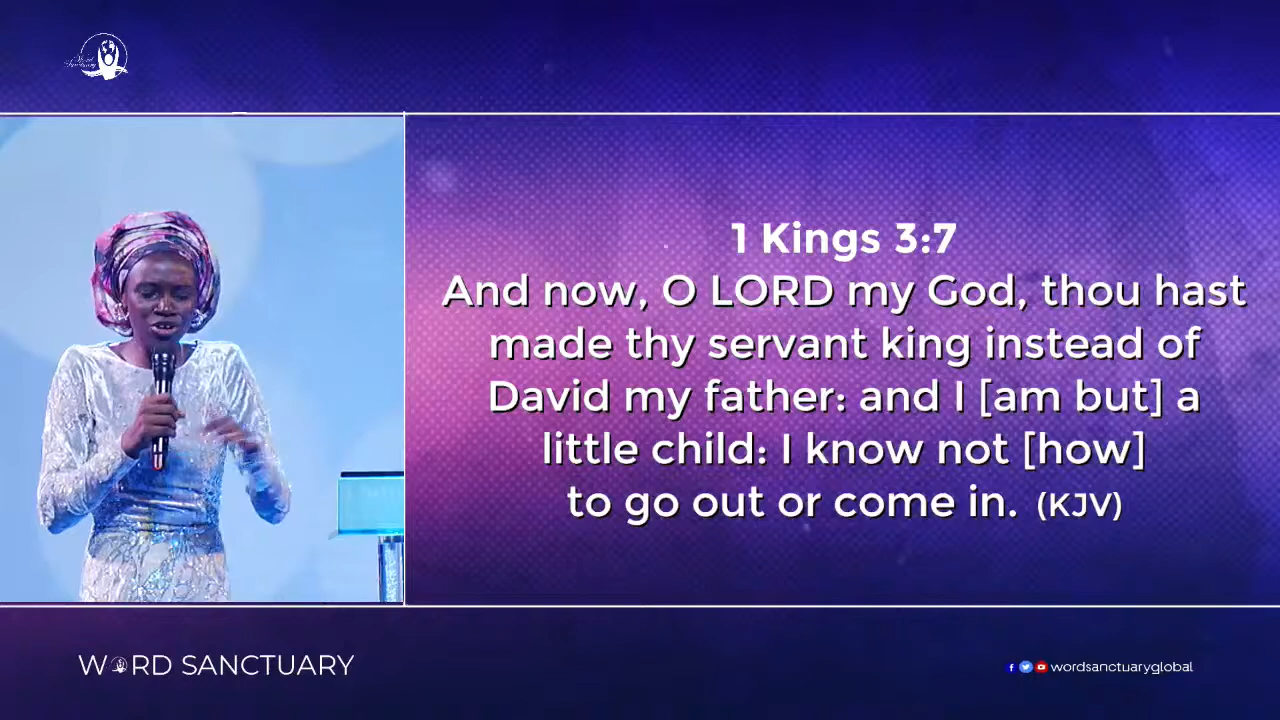 Word
Sanctuary
1 Kings 3:7
And now, O LORD my God, thou hast
made thy servant king instead of
David my father: and I [am but] a
little child: I know not [how]
to go out or come in. (KJV)
WORD SANCTUARY
wordsanctuaryglobal